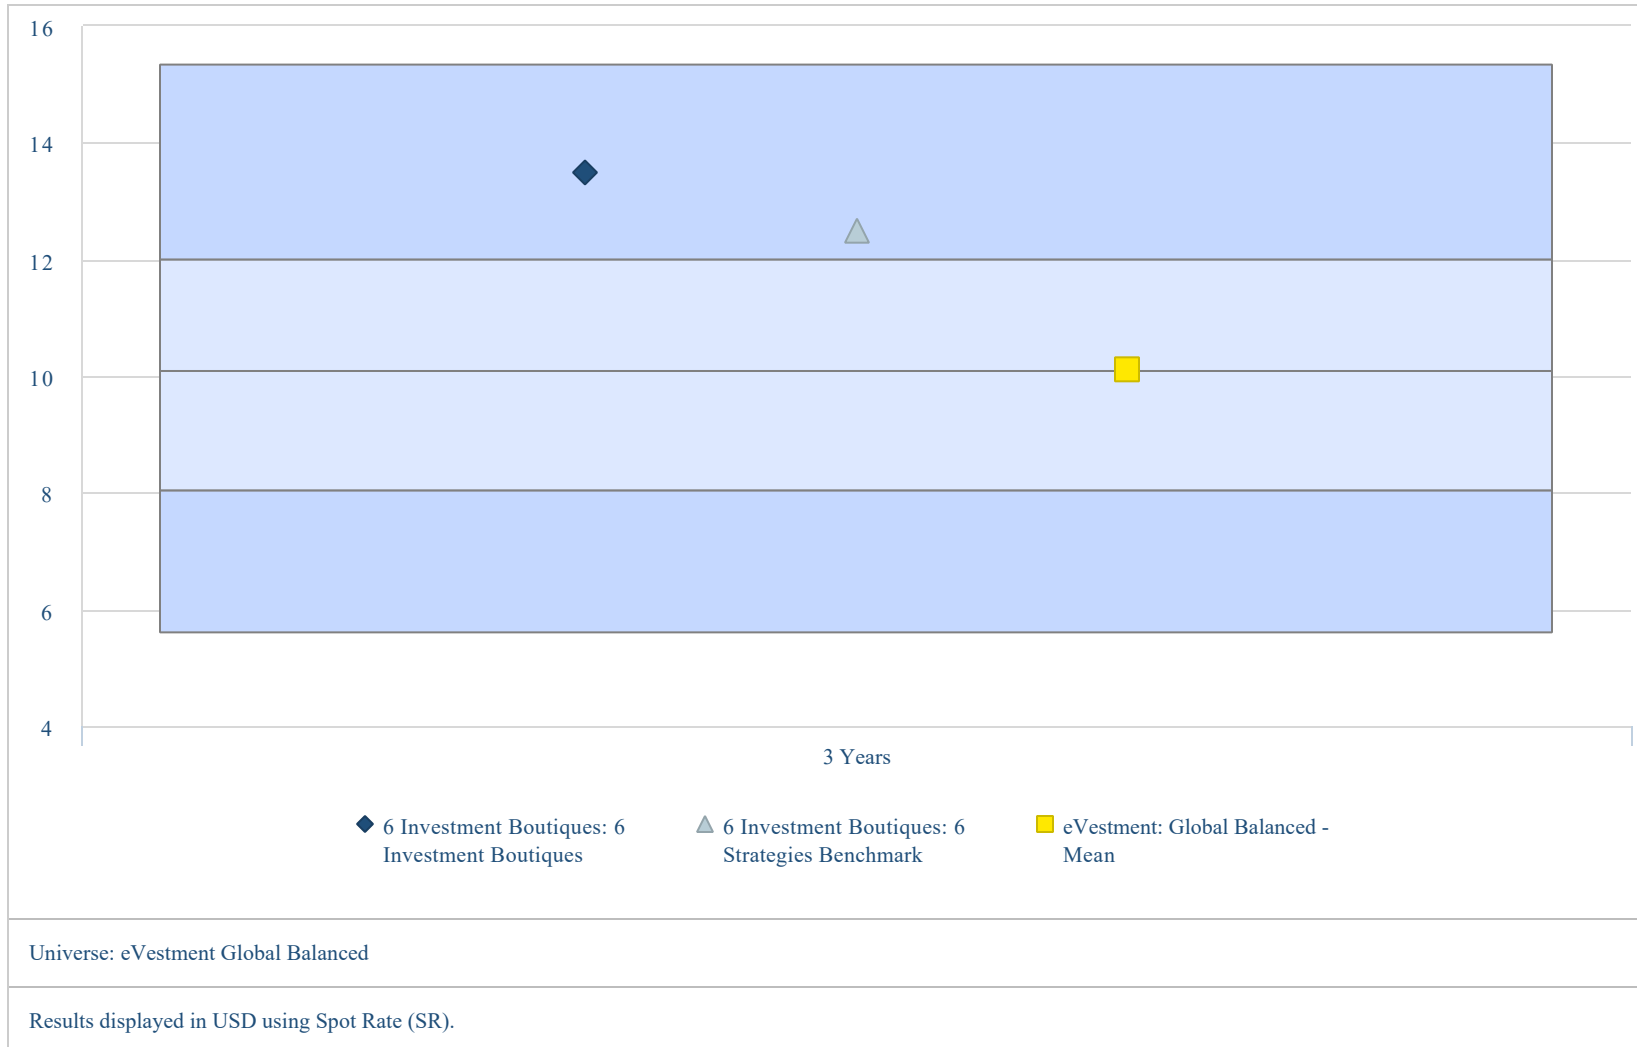 16
14
12
10
8
6
4
3 Years
6 Investment Boutiques: 6
Investment Boutiques
6 Investment Boutiques: 6
Strategies Benchmark
eVestment: Global Balanced -
Mean
Universe: eVestment Global Balanced
Results displayed in USD using Spot Rate (SR).